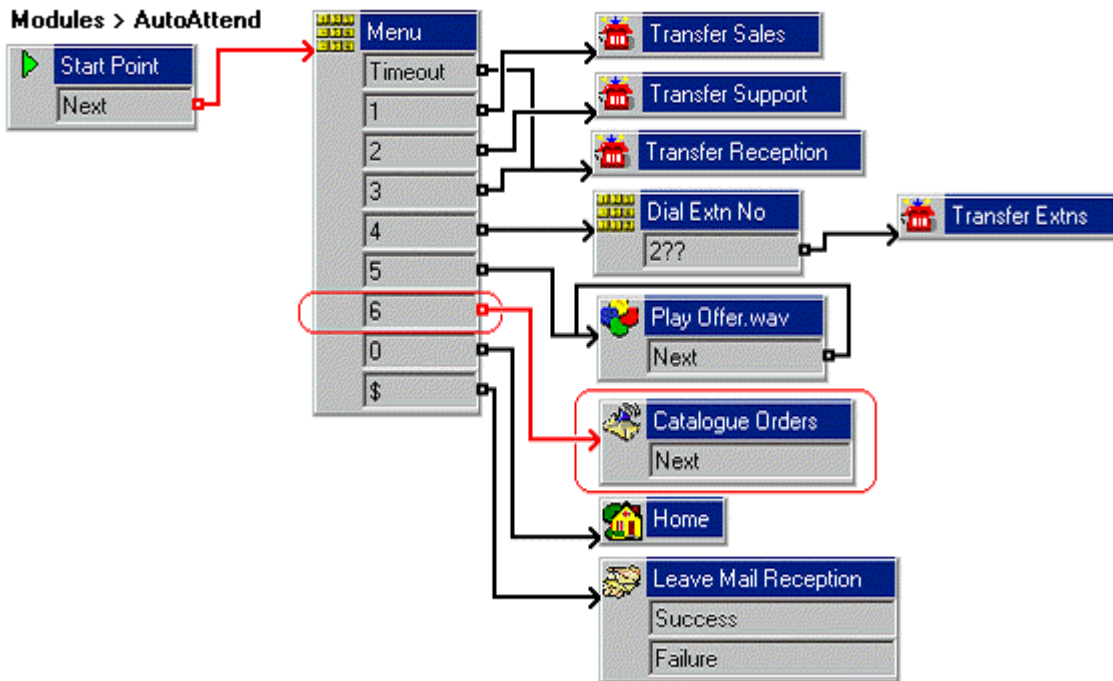 Modules > AutoAttend
Start Point
Next
Menu
Timeout
1
2
3
4
5
6
0
$
Transfer Sales
Transfer Support
Transfer Reception
Dial Extn No
2??
Transfer Extns
Play Offer.wav
Next
Catalogue Orders
Next
Home
Leave Mail Reception
Success
Failure